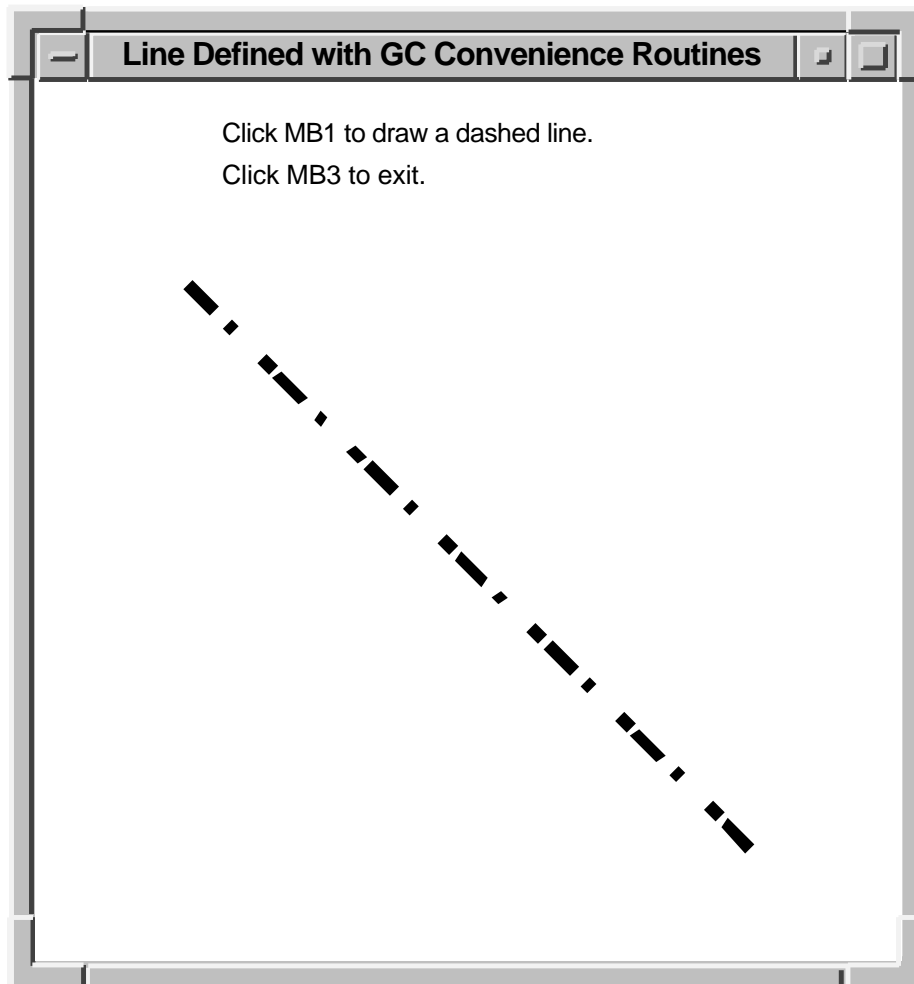 Line Defined with GC Convenience Routines
Click MB1 to draw a dashed line.
Click MB3 to exit.